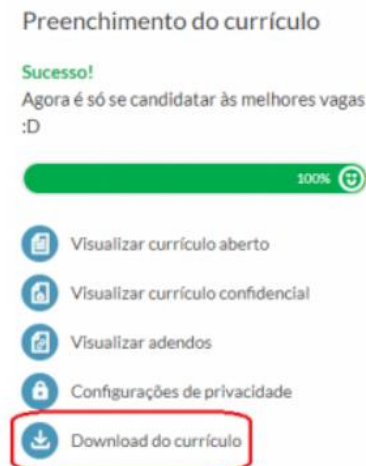 Preenchimento do currículo
Sucesso!
Agora é só se candidatar às melhores vagas
:D
100%
Visualizar currículo aberto
Visualizar currículo confidencial
Visualizar adendos
Configurações de privacidade
Download do currículo